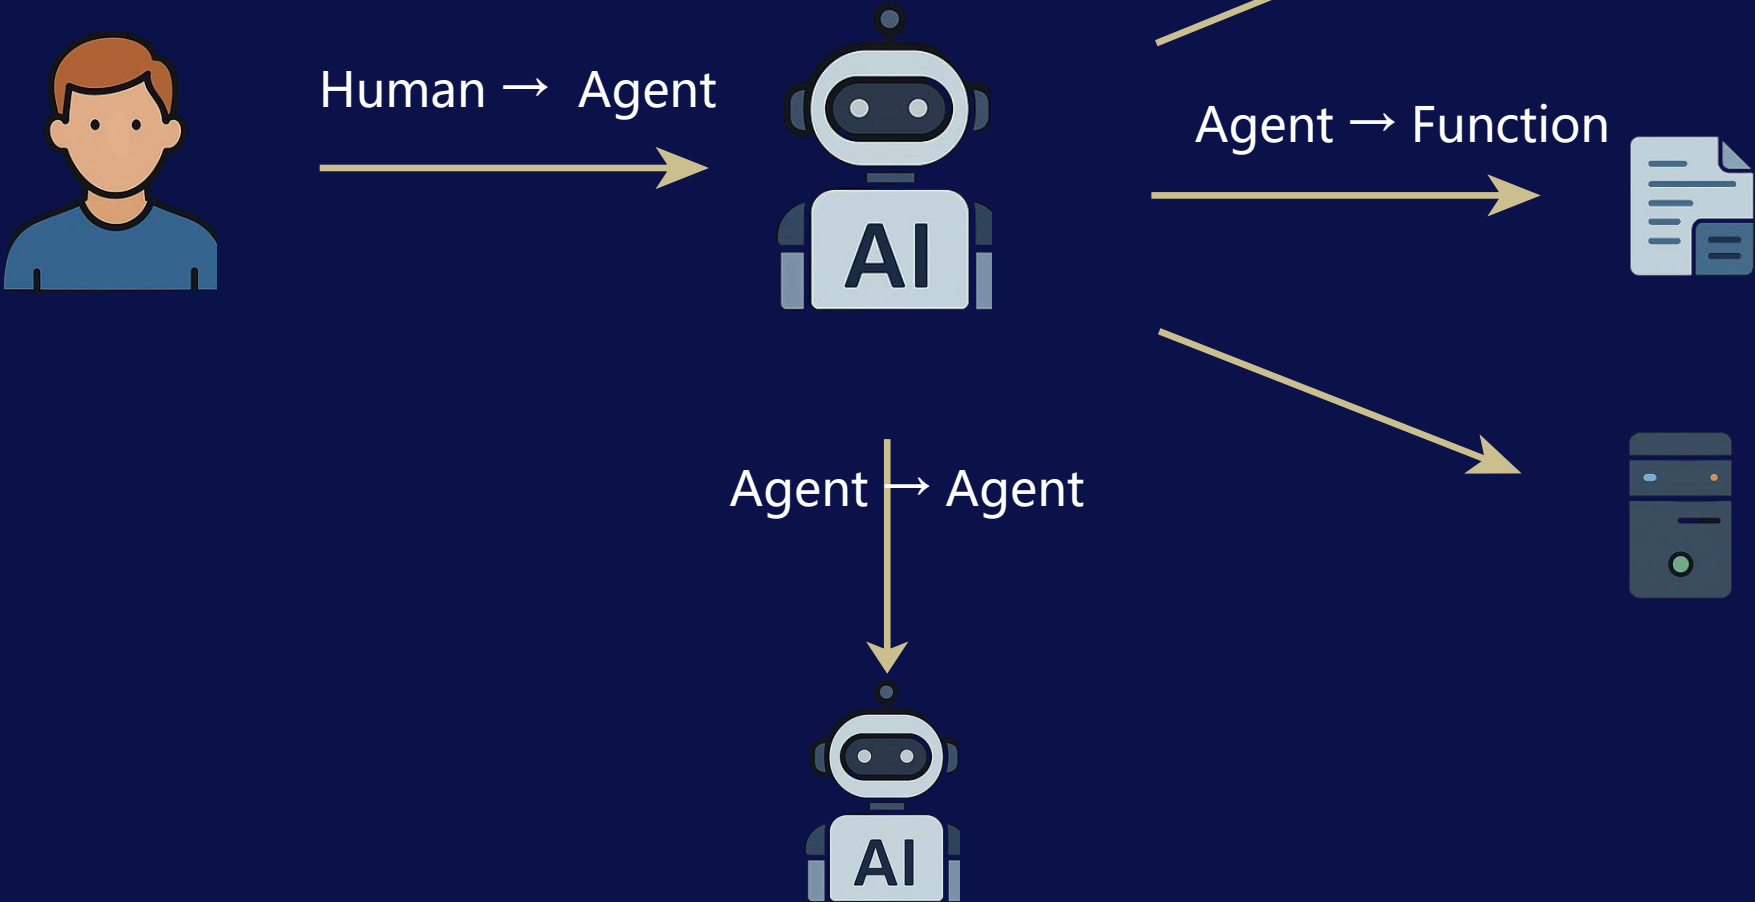 Human → Agent
Agent → Function
AI
Agent → Agent
AI